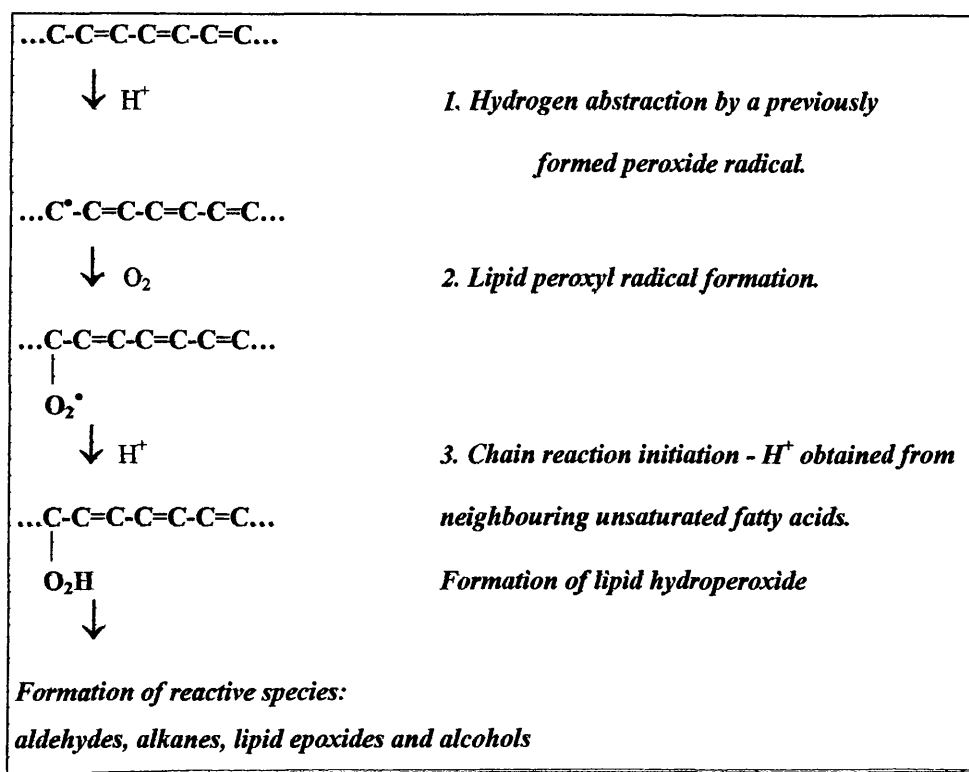 ...C-C=C-C=C-C=C...
↓ H⁺
1. Hydrogen abstraction by a previously
formed peroxide radical.
...C•-C=C-C=C-C=C...
↓ O₂
2. Lipid peroxyl radical formation.
...C-C=C-C=C-C=C...
|
O₂•
↓ H⁺
3. Chain reaction initiation - H⁺ obtained from
...C-C=C-C=C-C=C...
neighbouring unsaturated fatty acids.
|
O₂H
Formation of lipid hydroperoxide
↓
Formation of reactive species:
aldehydes, alkanes, lipid epoxides and alcohols